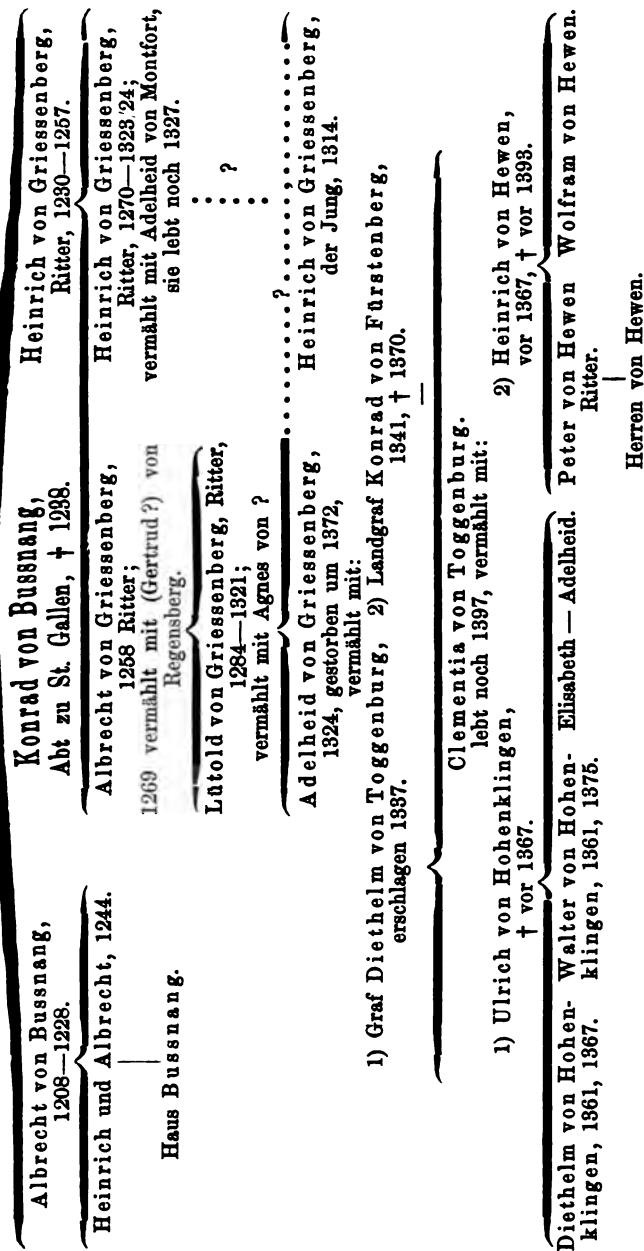 Albrecht von Bussnang,
1208—1228.
Konrad von Bussnang,
Abt zu St. Gallen, † 1238.
Heinrich von Griessenberg,
Ritter, 1230—1257.
Heinrich und Albrecht, 1244.
Haus Bussnang.
Albrecht von Griessenberg,
1258 Ritter;
1269 vermählt mit (Gertrud?) von
Regensberg.
Heinrich von Griessenberg,
Ritter, 1270—1323/24;
vermählt mit Adelheid von Montfort,
sie lebt noch 1327.
?
Lütold von Griessenberg, Ritter,
1284—1321;
vermählt mit Agnes von ?
?
Adelheid von Griessenberg,
1324, gestorben um 1372,
vermählt mit:
Heinrich von Griessenberg,
der Jung, 1314.
1) Graf Diethelm von Toggenburg,
erschlagen 1337.
2) Landgraf Konrad von Fürstenberg,
1341, † 1370.
—
Clementia von Toggenburg.
lebt noch 1397, vermählt mit:
1) Ulrich von Hohenklingen,
† vor 1367.
2) Heinrich von Hewen,
vor 1367, † vor 1393.
Diethelm von Hohen-
klingen, 1361, 1367.
Walter von Hohen-
klingen, 1361, 1375.
Elisabeth — Adelheid.
Peter von Hewen
Ritter.
Wolfram von Hewen.
Herren von Hewen.